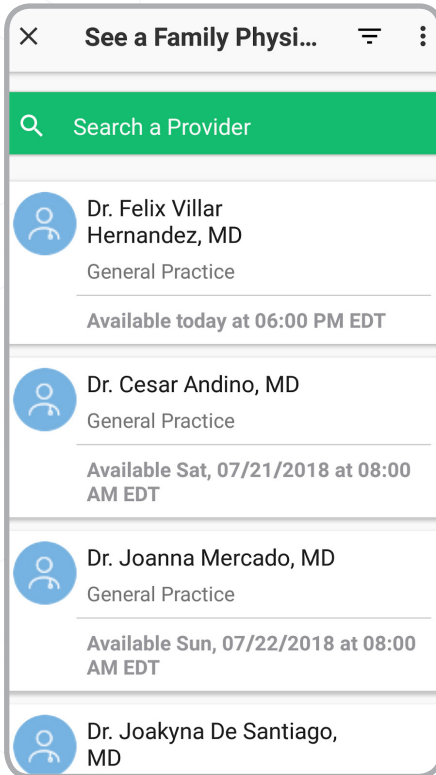 See a Family Physi...
Search a Provider
Dr. Felix Villar
Hernandez, MD
General Practice
Available today at 06:00 PM EDT
Dr. Cesar Andino, MD
General Practice
Available Sat, 07/21/2018 at 08:00
AM EDT
Dr. Joanna Mercado, MD
General Practice
Available Sun, 07/22/2018 at 08:00
AM EDT
Dr. Joakyna De Santiago,
MD